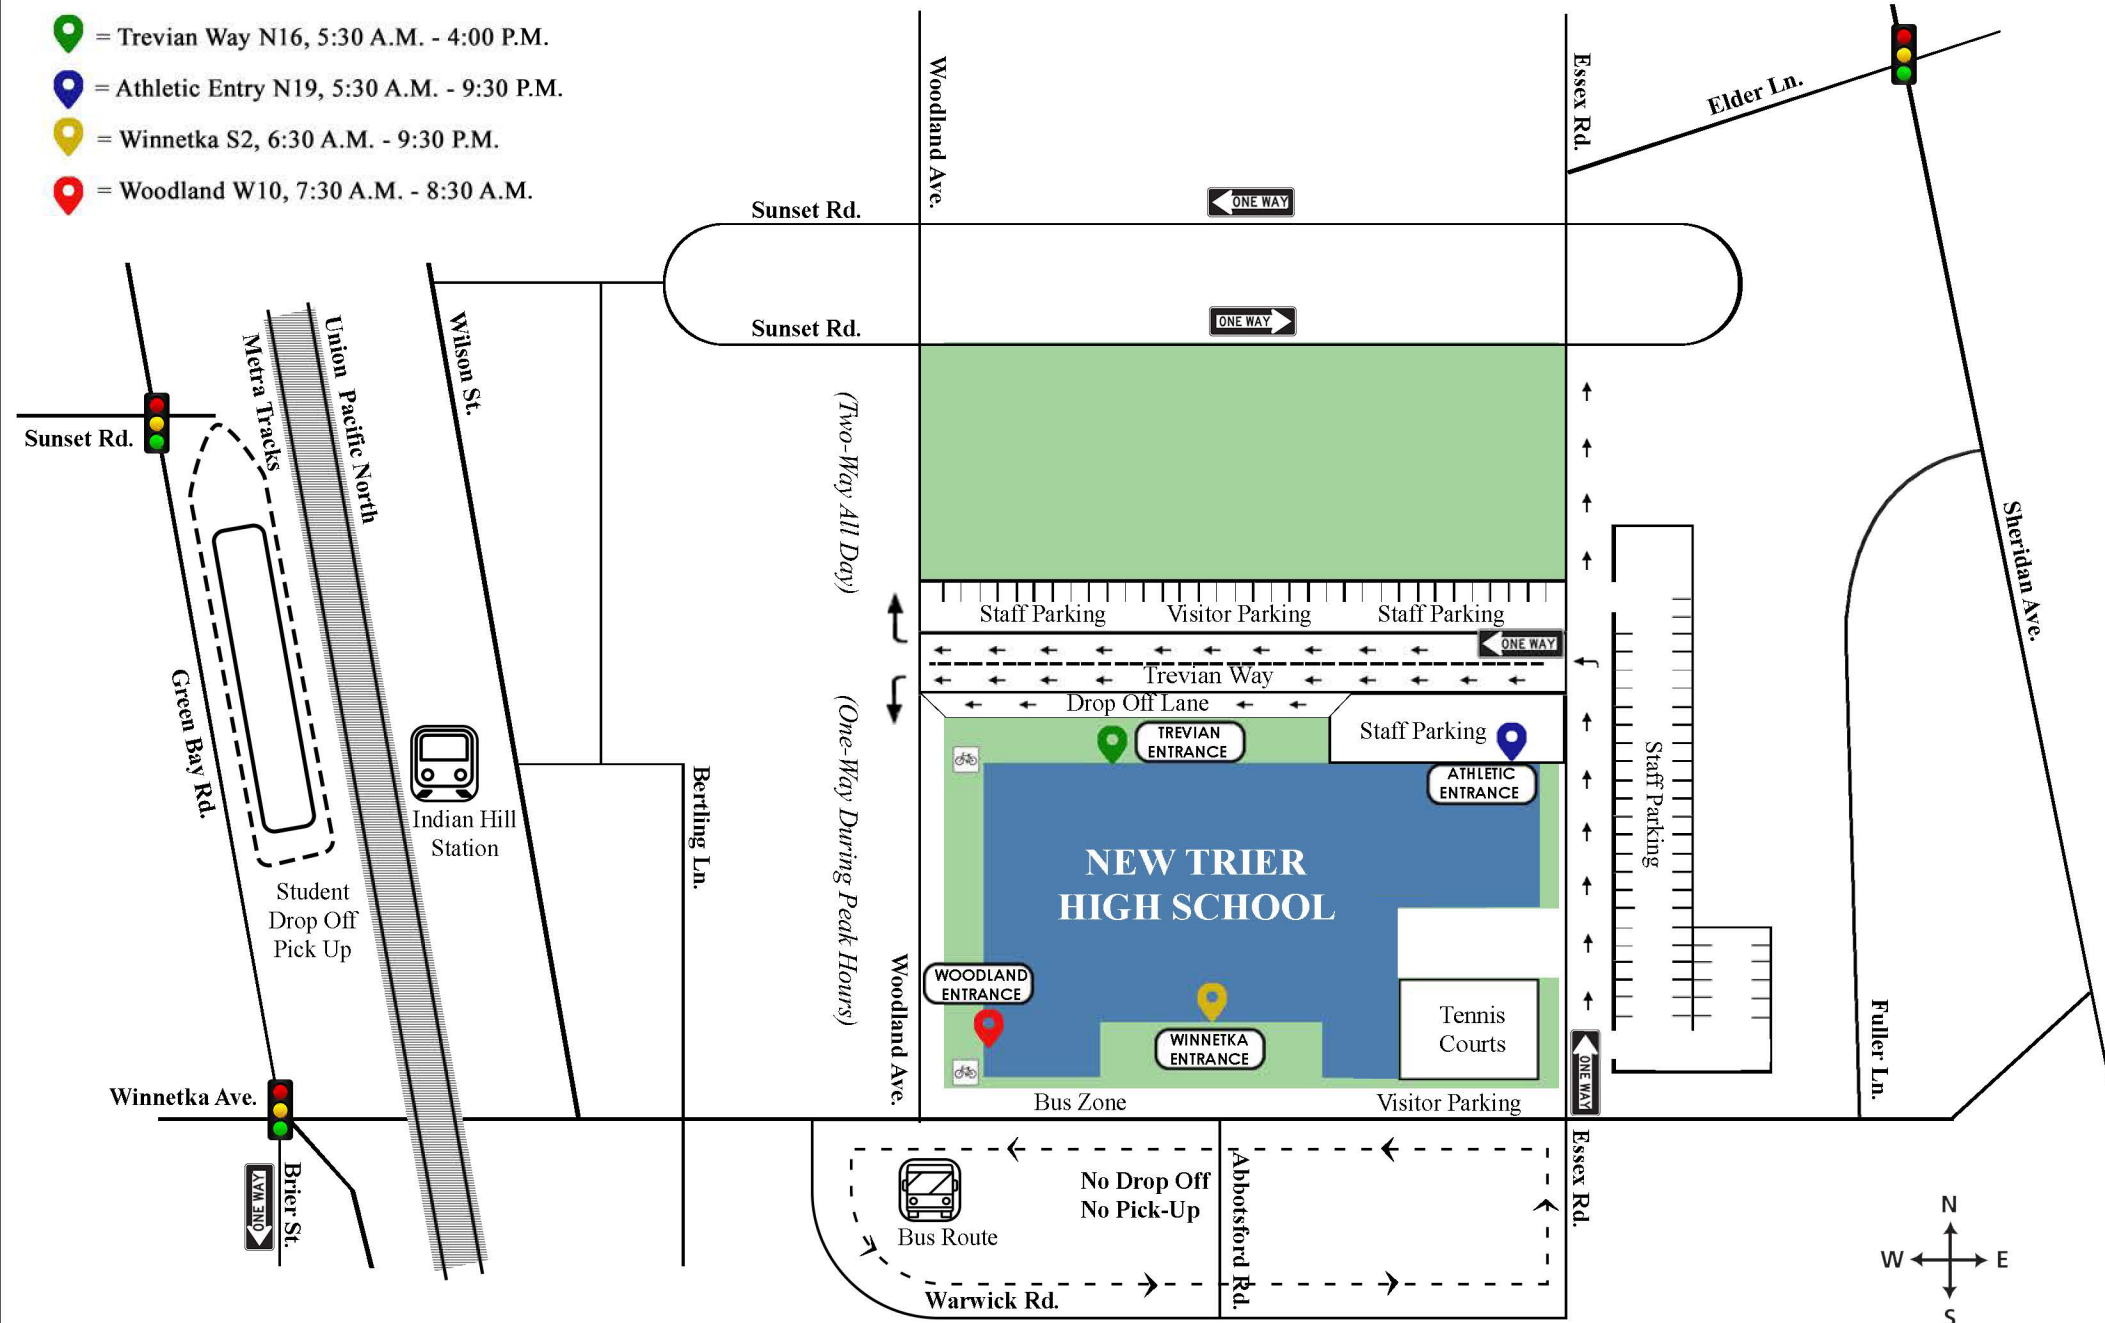 = Trevian Way N16, 5:30 A.M. - 4:00 P.M.
= Athletic Entry N19, 5:30 A.M. - 9:30 P.M.
= Winnetka S2, 6:30 A.M. - 9:30 P.M.
= Woodland W10, 7:30 A.M. - 8:30 A.M.
Woodland Ave.
Essex Rd.
Elder Ln.
Sunset Rd.
ONE WAY
Sunset Rd.
ONE WAY
Sunset Rd.
Metra Tracks
Union Pacific North
Wilson St.
(Two-Way All Day)
Sheridan Ave.
Staff Parking
Visitor Parking
Staff Parking
ONE WAY
Trevian Way
Drop Off Lane
TREVIAN
ENTRANCE
Staff Parking
ATHLETIC
ENTRANCE
Staff Parking
Green Bay Rd.
Indian Hill
Station
Bertling Ln.
(One-Way During Peak Hours)
NEW TRIER
HIGH SCHOOL
Student
Drop Off
Pick Up
WOODLAND
ENTRANCE
Woodland Ave.
WINNETKA
ENTRANCE
Tennis
Courts
ONE WAY
Fuller Ln.
Winnetka Ave.
Bus Zone
Visitor Parking
ONE WAY
Brier St.
No Drop Off
No Pick-Up
Bus Route
Abbotsford Rd.
Essex Rd.
Warwick Rd.
N
W
E
S